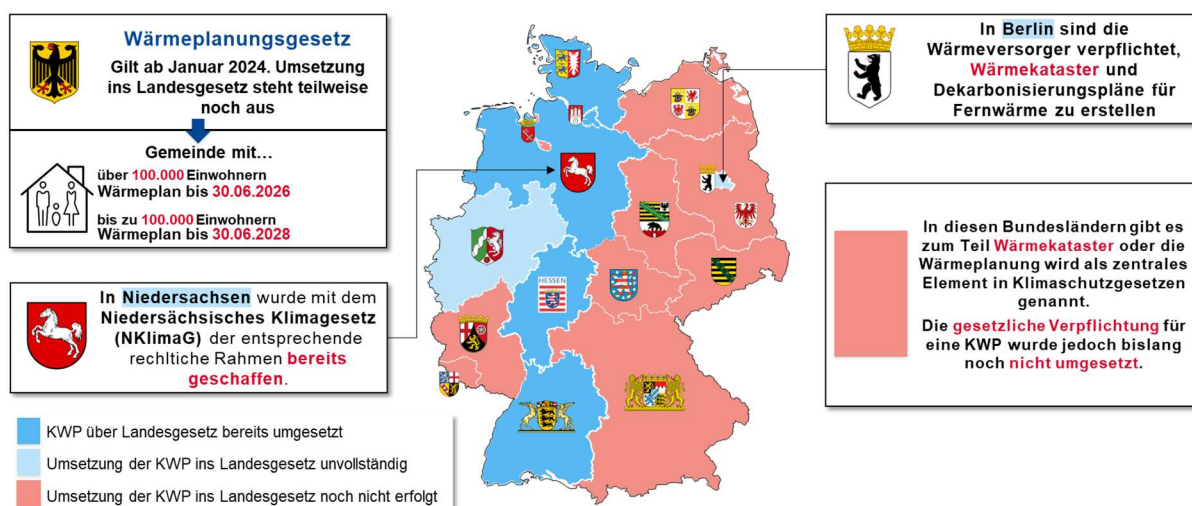 Wärmeplanungsgesetz
Gilt ab Januar 2024. Umsetzung
ins Landesgesetz steht teilweise
noch aus
Gemeinde mit...
über 100.000 Einwohnern
Wärmeplan bis 30.06.2026
bis zu 100.000 Einwohnern
Wärmeplan bis 30.06.2028
In Niedersachsen wurde mit dem
Niedersächsisches Klimagesetz
(NKlimaG) der entsprechende
rechltiche Rahmen bereits
geschaffen.
KWP über Landesgesetz bereits umgesetzt
Umsetzung der KWP ins Landesgesetz unvollständig
Umsetzung der KWP ins Landesgesetz noch nicht erfolgt
HESSEN
In Berlin sind die
Wärmeversorger verpflichtet,
Wärmekataster und
Dekarbonisierungspläne für
Fernwärme zu erstellen
In diesen Bundesländern gibt es
zum Teil Wärmekataster oder die
Wärmeplanung wird als zentrales
Element in Klimaschutzgesetzen
genannt.
Die gesetzliche Verpflichtung für
eine KWP wurde jedoch bislang
noch nicht umgesetzt.